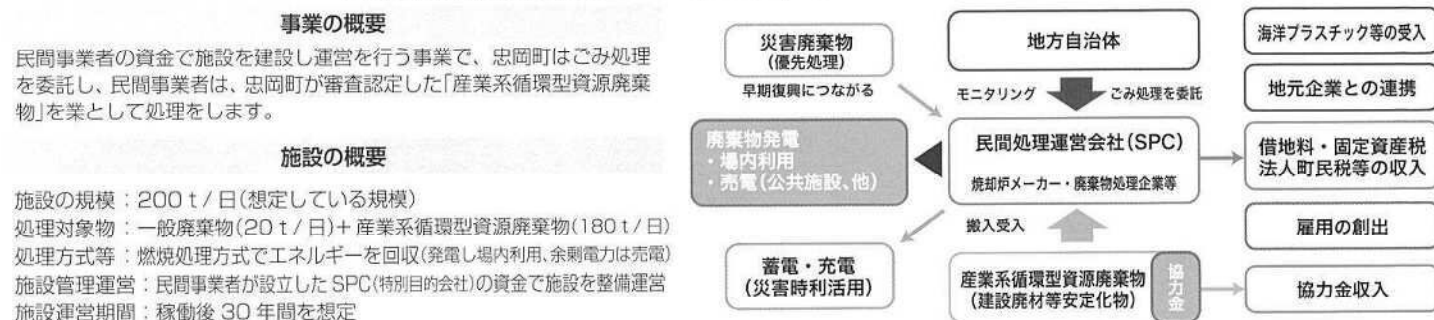 事業の概要
民間事業者の資金で施設を建設し運営を行う事業で、忠岡町はごみ処理
を委託し、民間事業者は、忠岡町が審査認定した「産業系循環型資源廃棄
物」を業として処理をします。
施設の概要
施設の規模：200t/日(想定している規模)
処理対象物：一般廃棄物(20t/日)＋産業系循環型資源廃棄物(180t/日)
処理方式等：燃焼処理方式でエネルギーを回収(発電し場内利用、余剰電力は売電)
施設管理運営：民間事業者が設立したSPC(特別目的会社)の資金で施設を整備運営
施設運営期間：稼働後30年間を想定
災害廃棄物
(優先処理)
早期復興につながる
地方自治体
モニタリング
ごみ処理を委託
廃棄物発電
・場内利用
・売電(公共施設、他)
民間処理運営会社(SPC)
焼却炉メーカー・廃棄物処理企業等
搬入受入
蓄電・充電
(災害時利活用)
産業系循環型資源廃棄物
(建設廃材等安定化物)
協力金
海洋プラスチック等の受入
地元企業との連携
借地料・固定資産税
法人町民税等の収入
雇用の創出
協力金収入